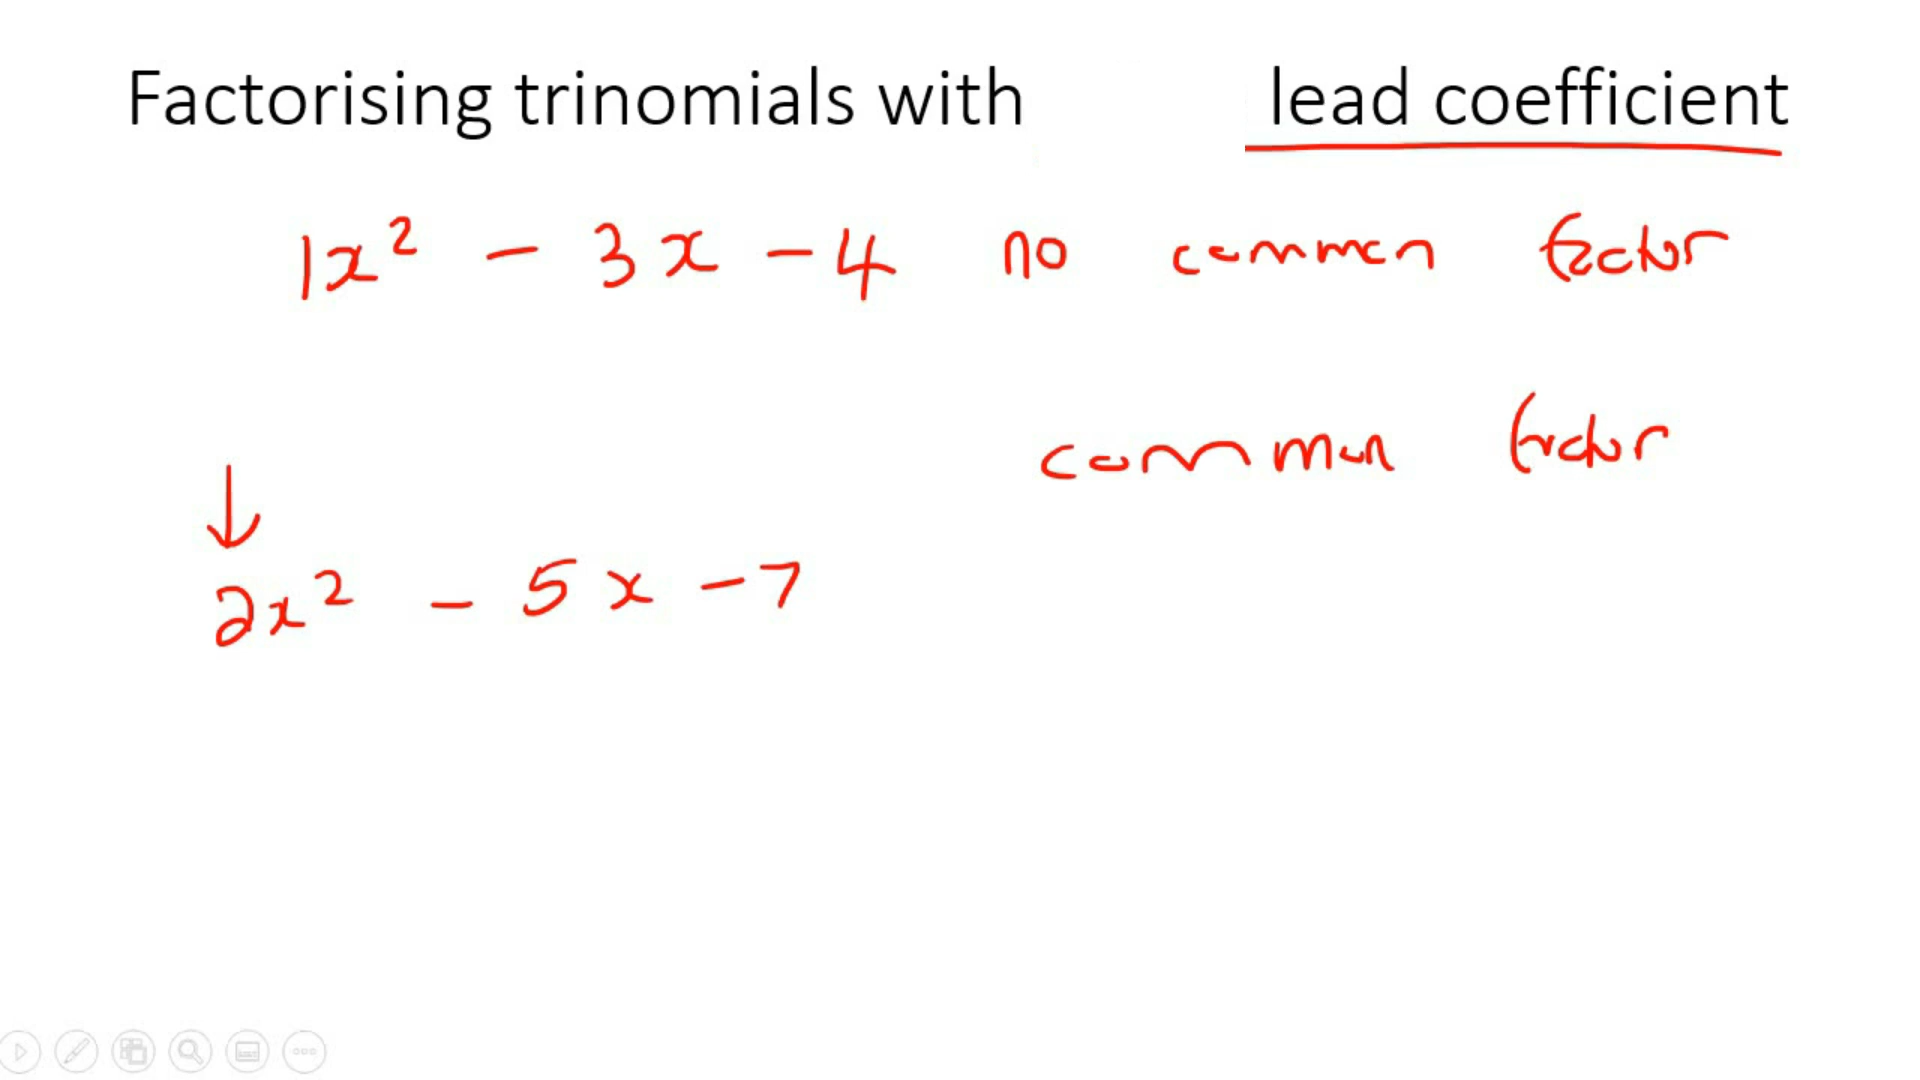 Factorising trinomials with lead coefficient
1x² - 3x - 4 no common factor
common factor
2x² - 5x - 7